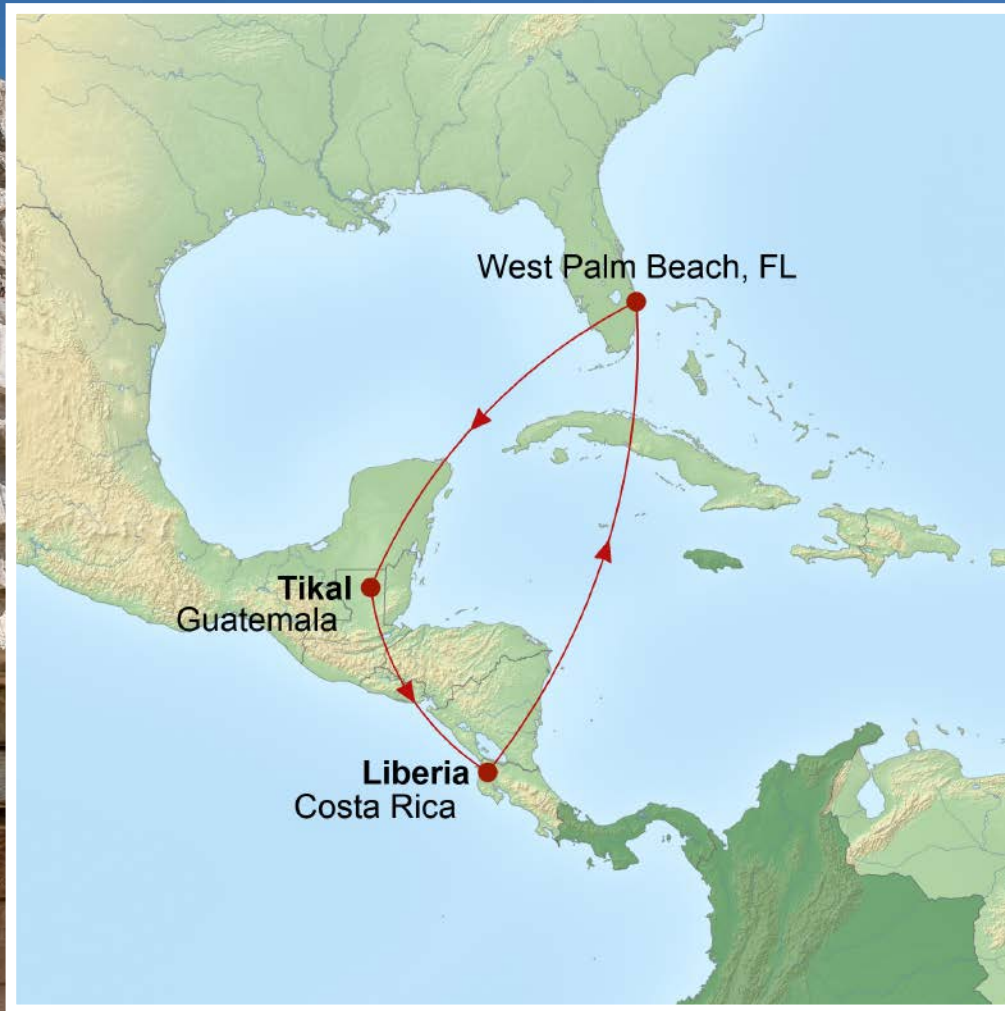 West Palm Beach, FL
Tikal
Guatemala
Liberia
Costa Rica